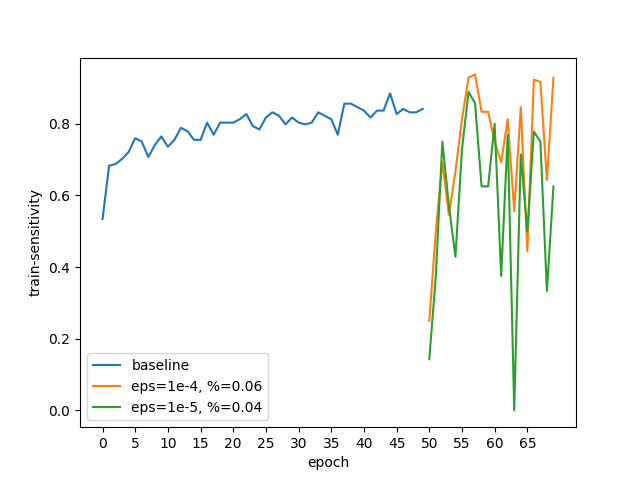 0.8
0.6
0.4
0.2
0.0
train-sensitivity
baseline
eps=1e-4, %=0.06
eps=1e-5, %=0.04
0 5 10 15 20 25 30 35 40 45 50 55 60 65
epoch